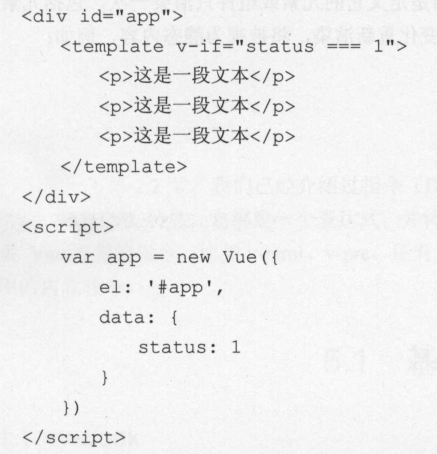 <div id="app">
    <template v-if="status === 1">
        <p>这是一段文本</p>
        <p>这是一段文本</p>
        <p>这是一段文本</p>
    </template>
</div>
<script>
    var app = new Vue({
        el: '#app',
        data: {
            status: 1
        }
    })
</script>